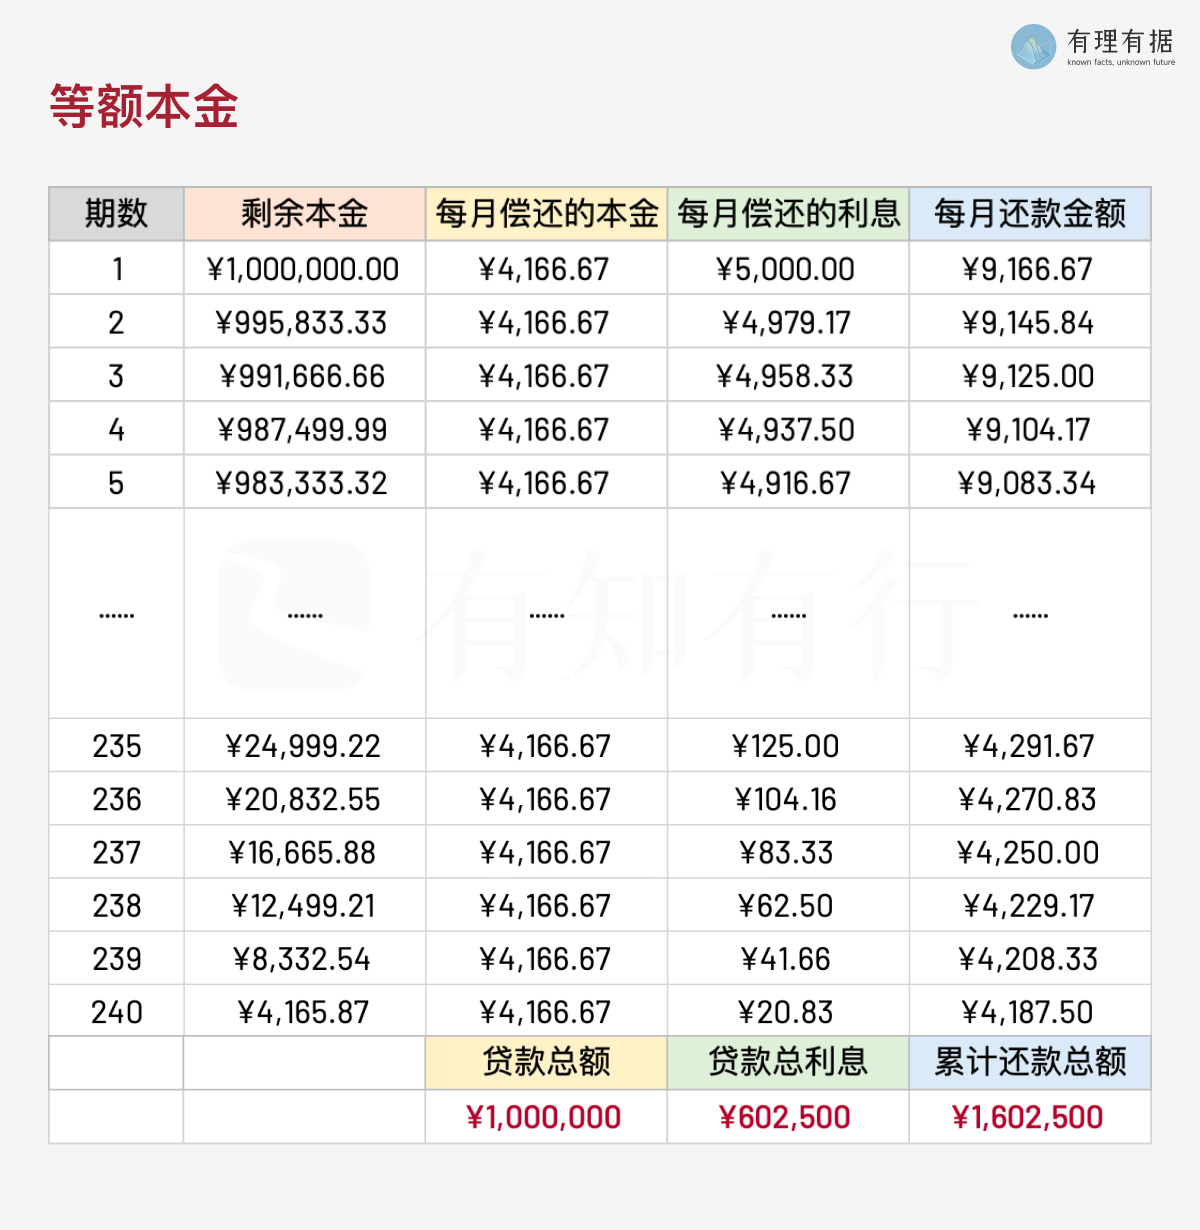 有理有据
known facts, unknown future
等额本金
期数 剩余本金 每月偿还的本金 每月偿还的利息 每月还款金额
1 ¥1,000,000.00 ¥4,166.67 ¥5,000.00 ¥9,166.67
2 ¥995,833.33 ¥4,166.67 ¥4,979.17 ¥9,145.84
3 ¥991,666.66 ¥4,166.67 ¥4,958.33 ¥9,125.00
4 ¥987,499.99 ¥4,166.67 ¥4,937.50 ¥9,104.17
5 ¥983,333.32 ¥4,166.67 ¥4,916.67 ¥9,083.34
...... ...... ...... ...... ......
有知有行
235 ¥24,999.22 ¥4,166.67 ¥125.00 ¥4,291.67
236 ¥20,832.55 ¥4,166.67 ¥104.16 ¥4,270.83
237 ¥16,665.88 ¥4,166.67 ¥83.33 ¥4,250.00
238 ¥12,499.21 ¥4,166.67 ¥62.50 ¥4,229.17
239 ¥8,332.54 ¥4,166.67 ¥41.66 ¥4,208.33
240 ¥4,165.87 ¥4,166.67 ¥20.83 ¥4,187.50
贷款总额 贷款总利息 累计还款总额
¥1,000,000 ¥602,500 ¥1,602,500